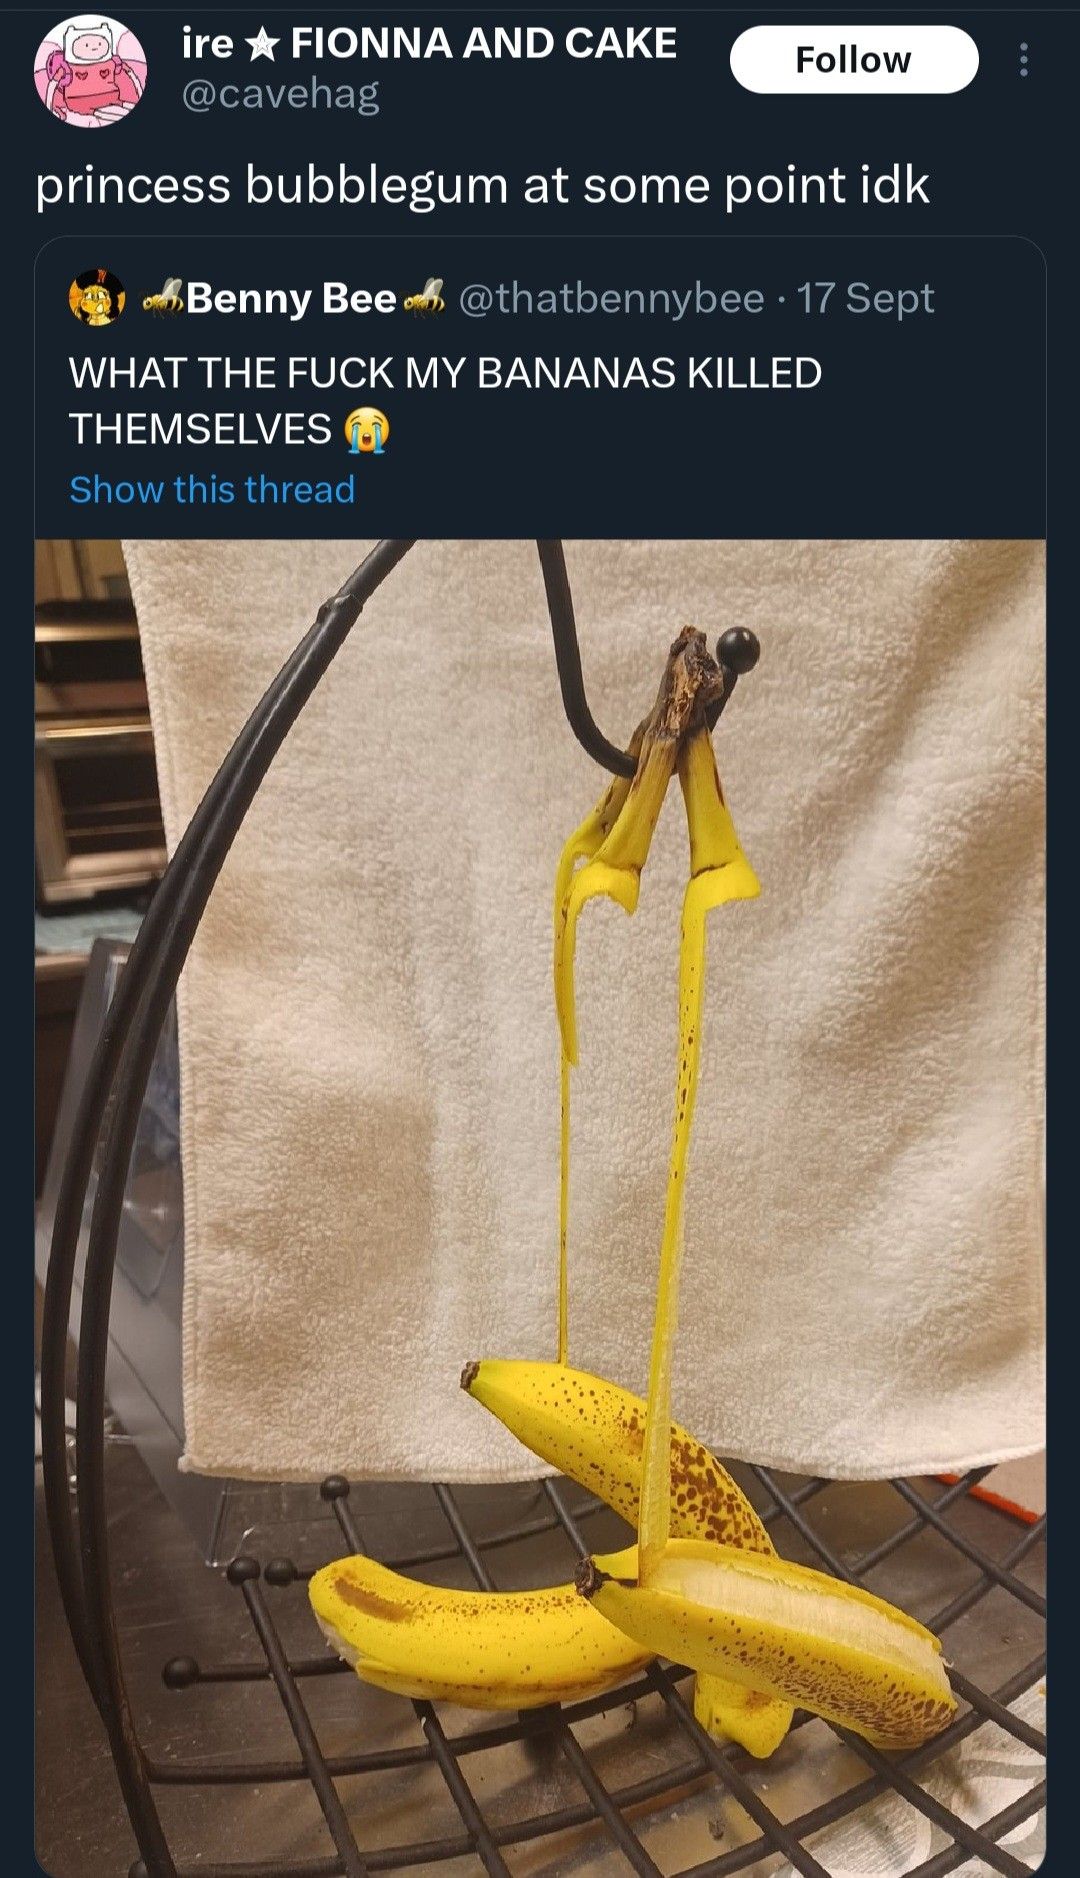 ire ★ FIONNA AND CAKE
@cavehag
Follow
princess bubblegum at some point idk
🐝Benny Bee🐝 @thatbennybee · 17 Sept
WHAT THE FUCK MY BANANAS KILLED
THEMSELVES 😭
Show this thread